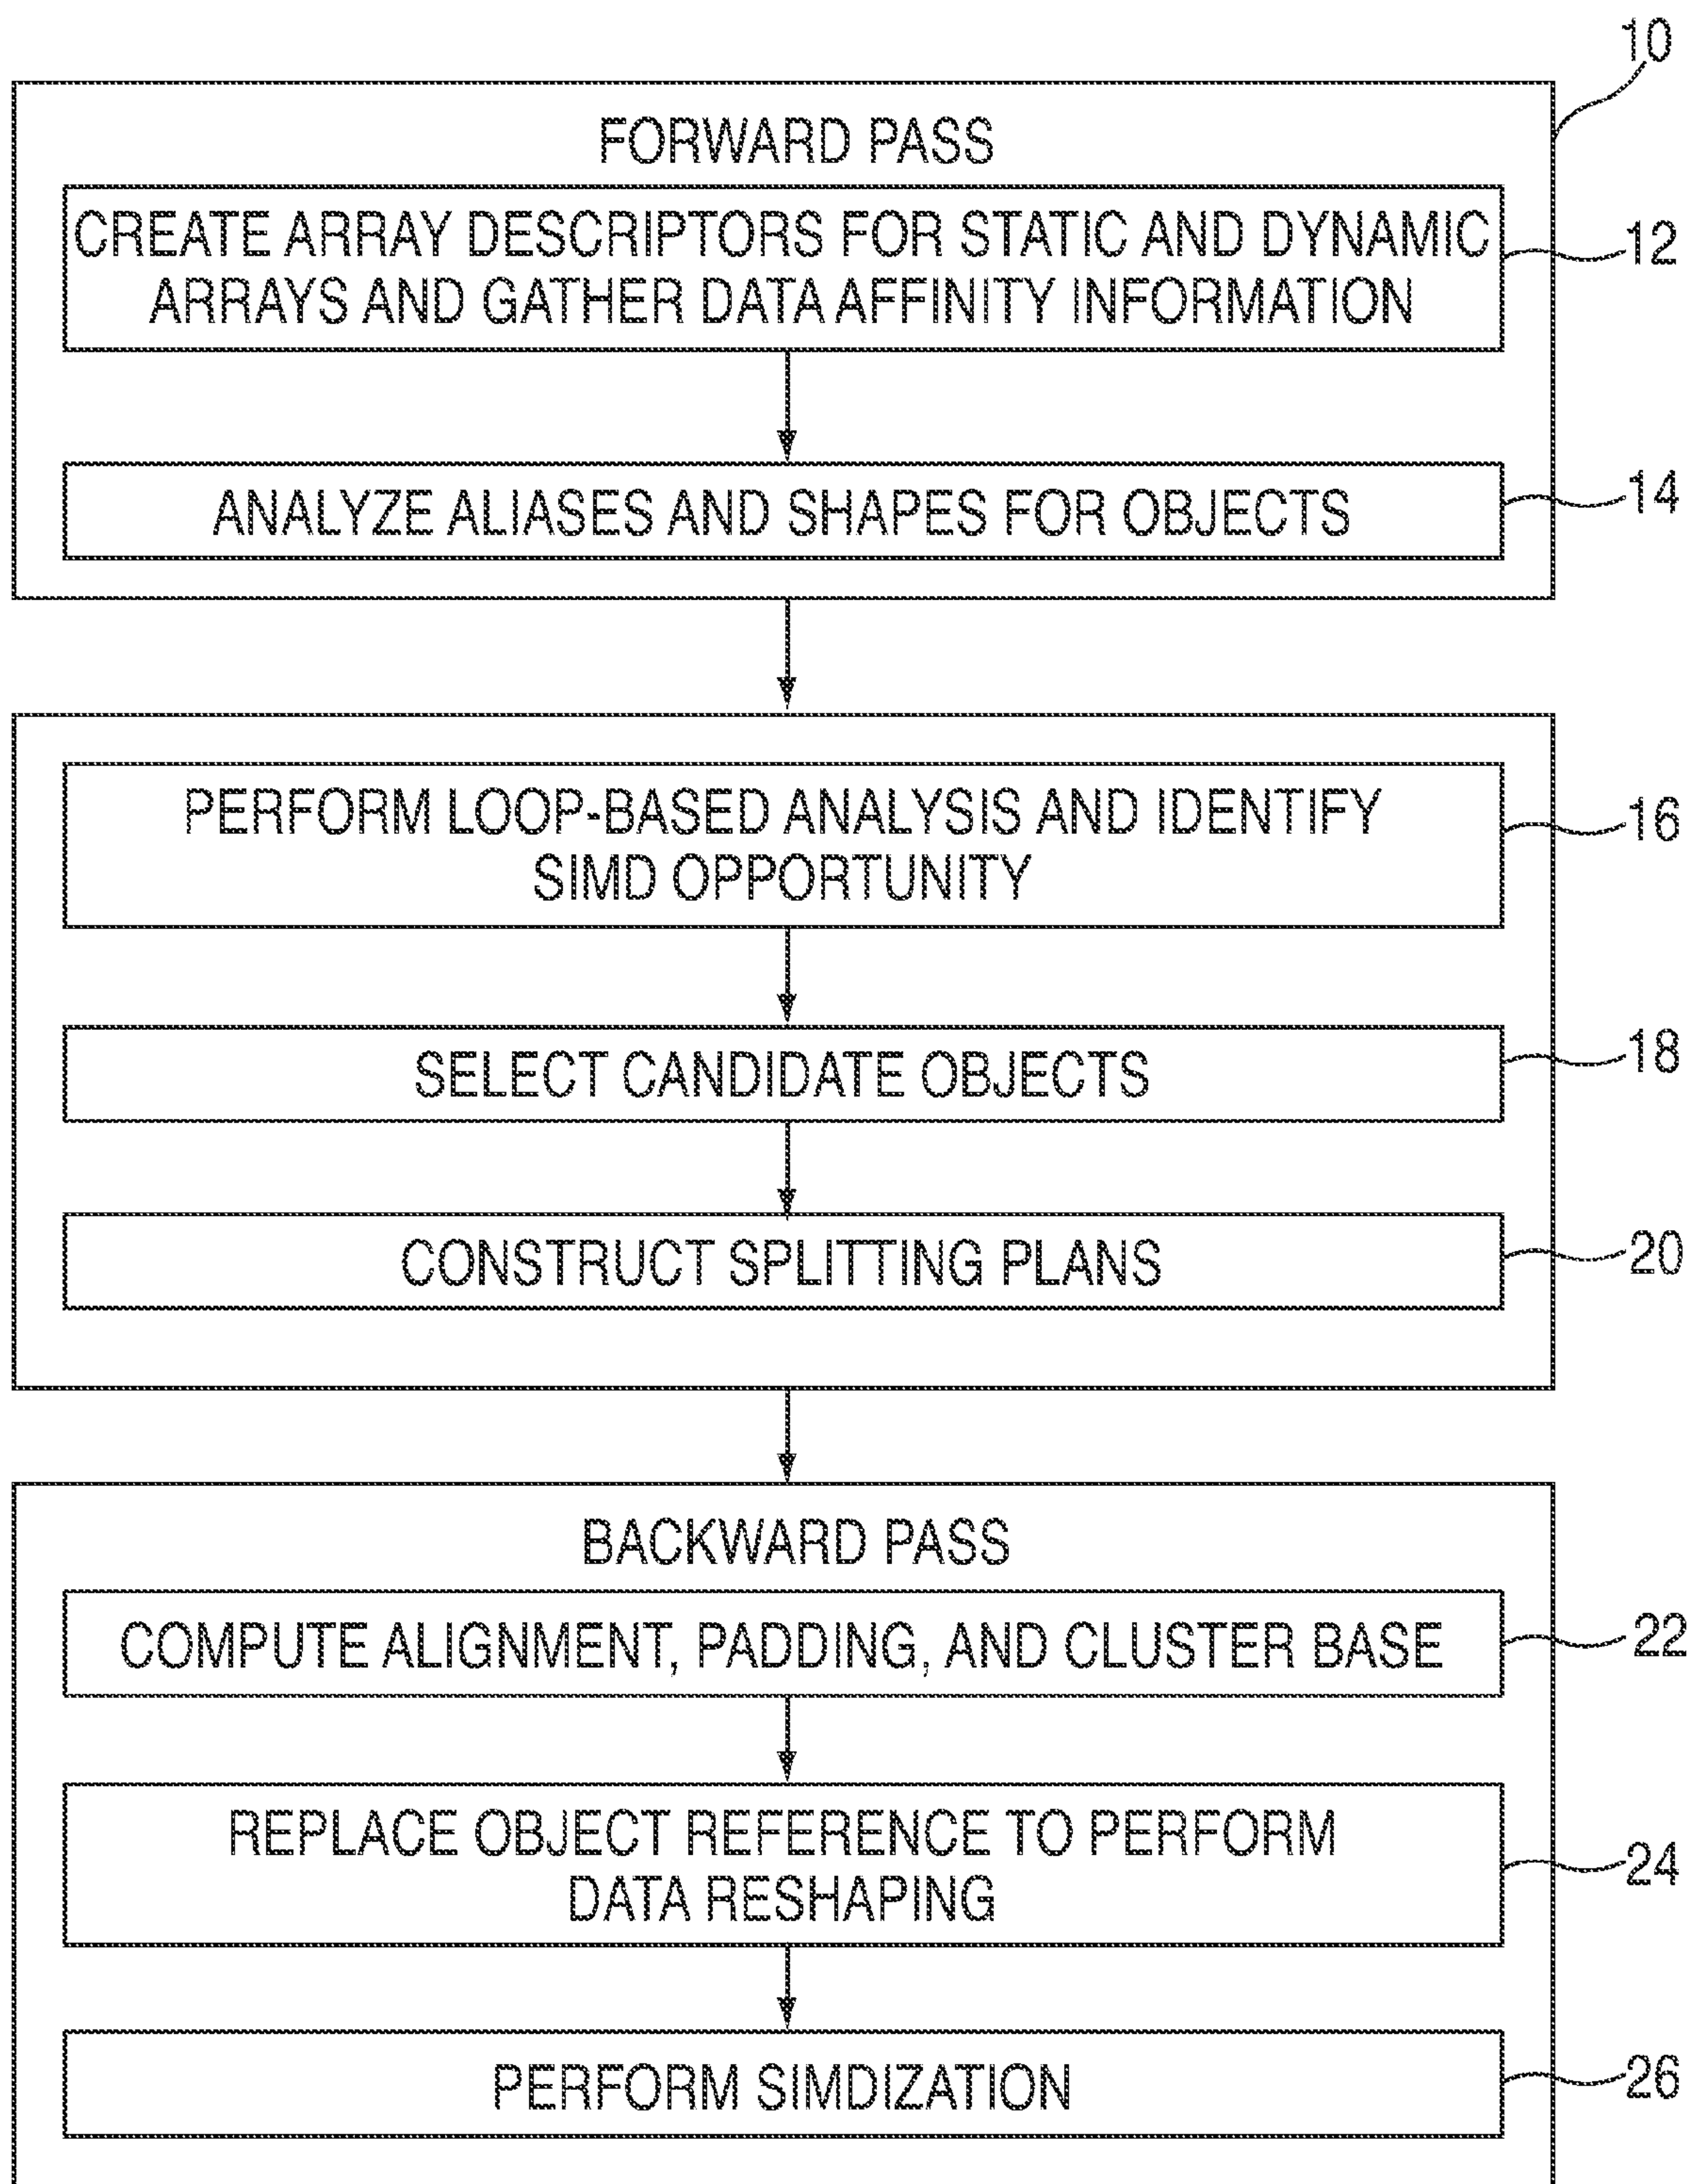 10
FORWARD PASS
CREATE ARRAY DESCRIPTORS FOR STATIC AND DYNAMIC
ARRAYS AND GATHER DATA AFFINITY INFORMATION
12
ANALYZE ALIASES AND SHAPES FOR OBJECTS
14
PERFORM LOOP-BASED ANALYSIS AND IDENTIFY
SIMD OPPORTUNITY
16
SELECT CANDIDATE OBJECTS
18
CONSTRUCT SPLITTING PLANS
20
BACKWARD PASS
COMPUTE ALIGNMENT, PADDING, AND CLUSTER BASE
22
REPLACE OBJECT REFERENCE TO PERFORM
DATA RESHAPING
24
PERFORM SIMDIZATION
26